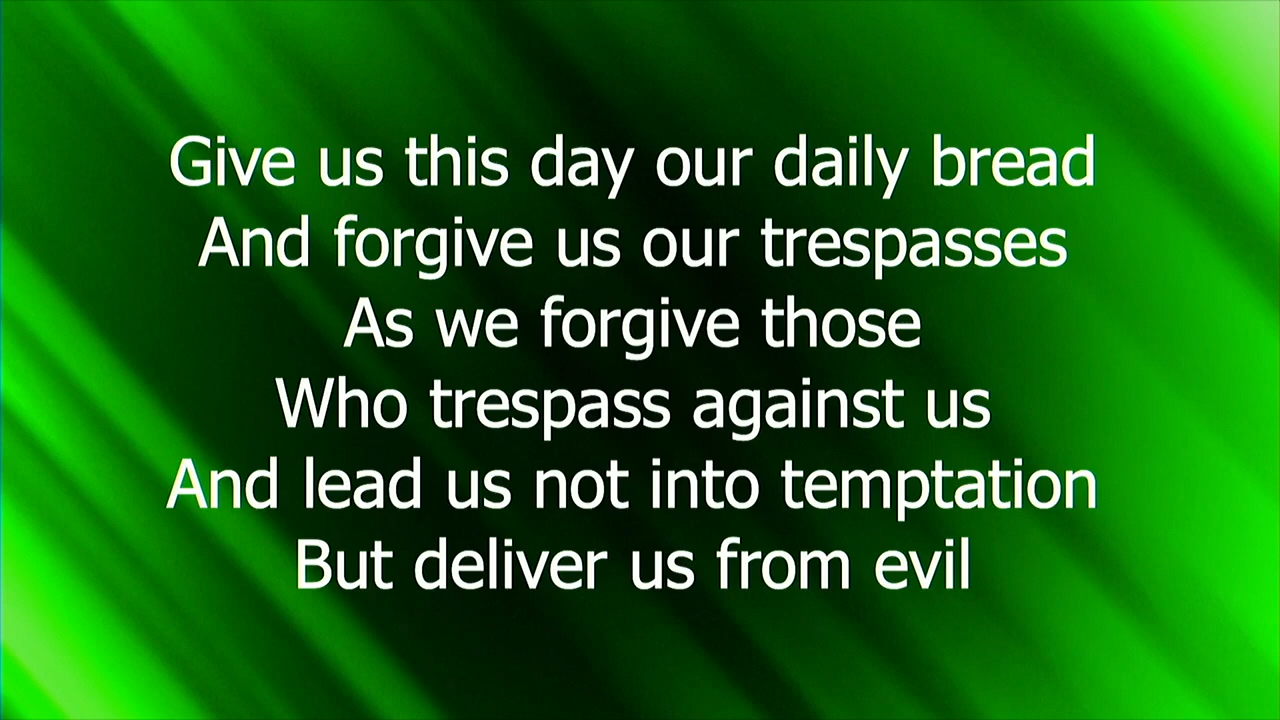 Give us this day our daily bread
And forgive us our trespasses
As we forgive those
Who trespass against us
And lead us not into temptation
But deliver us from evil